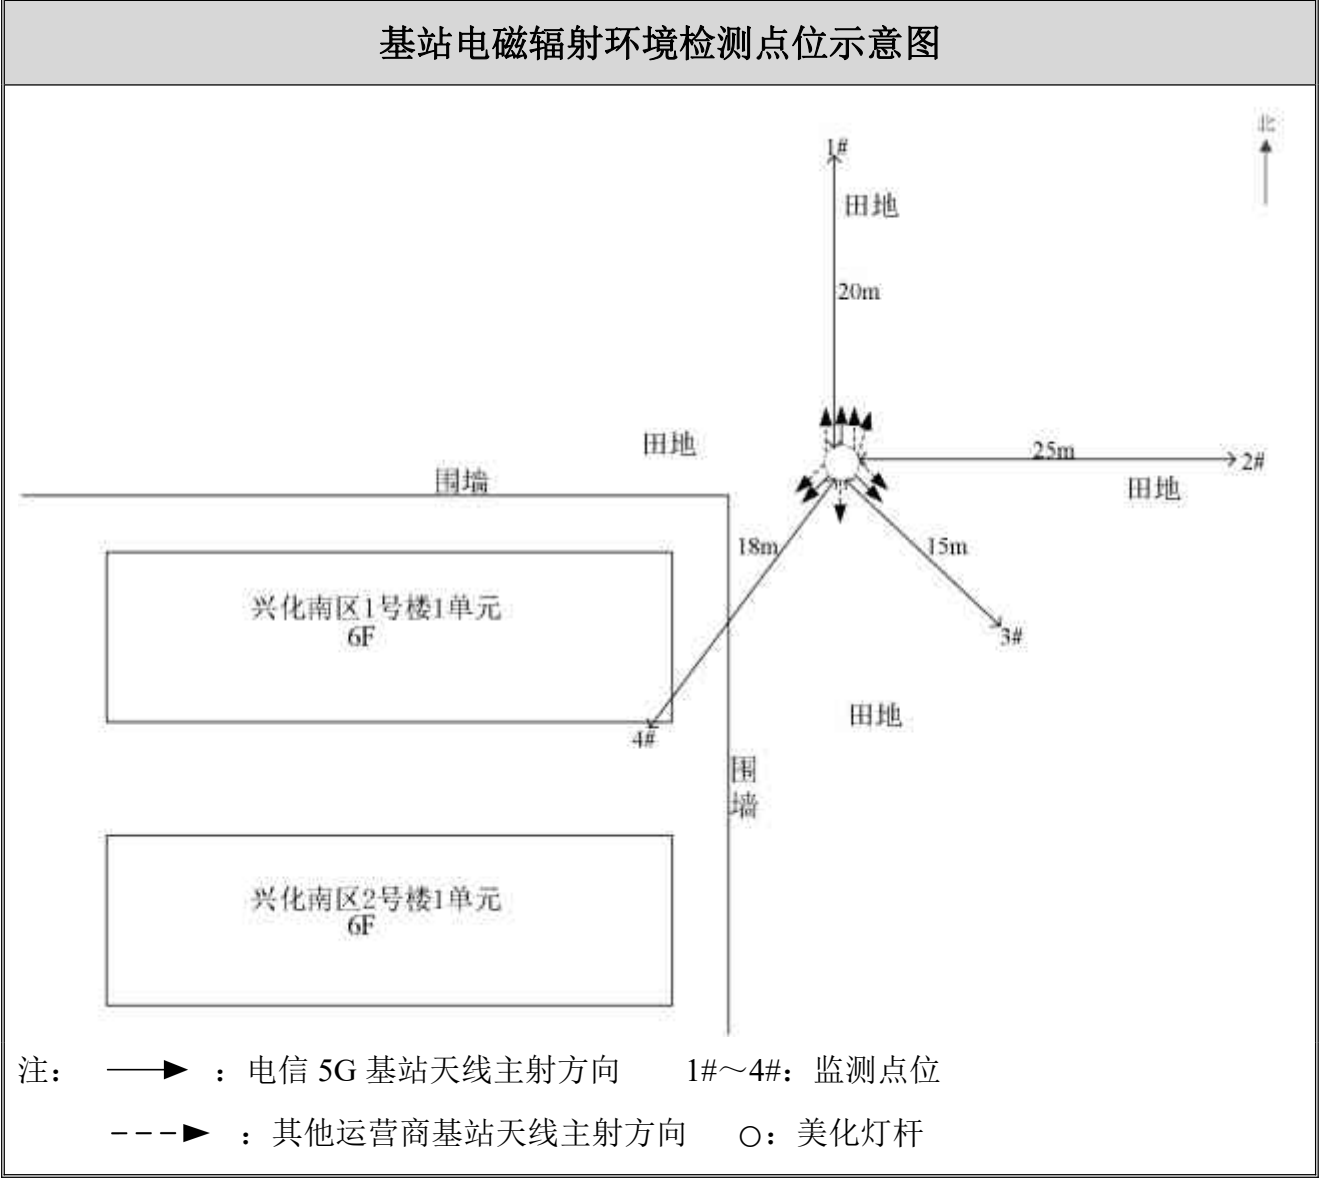 基站电磁辐射环境检测点位示意图
北
1#
田地
20m
田地
25m
2#
围墙
田地
18m
15m
兴化南区1号楼1单元
6F
3#
田地
4#
围
墙
兴化南区2号楼1单元
6F
注： ：电信 5G 基站天线主射方向 1#～4#：监测点位
：其他运营商基站天线主射方向 ○：美化灯杆